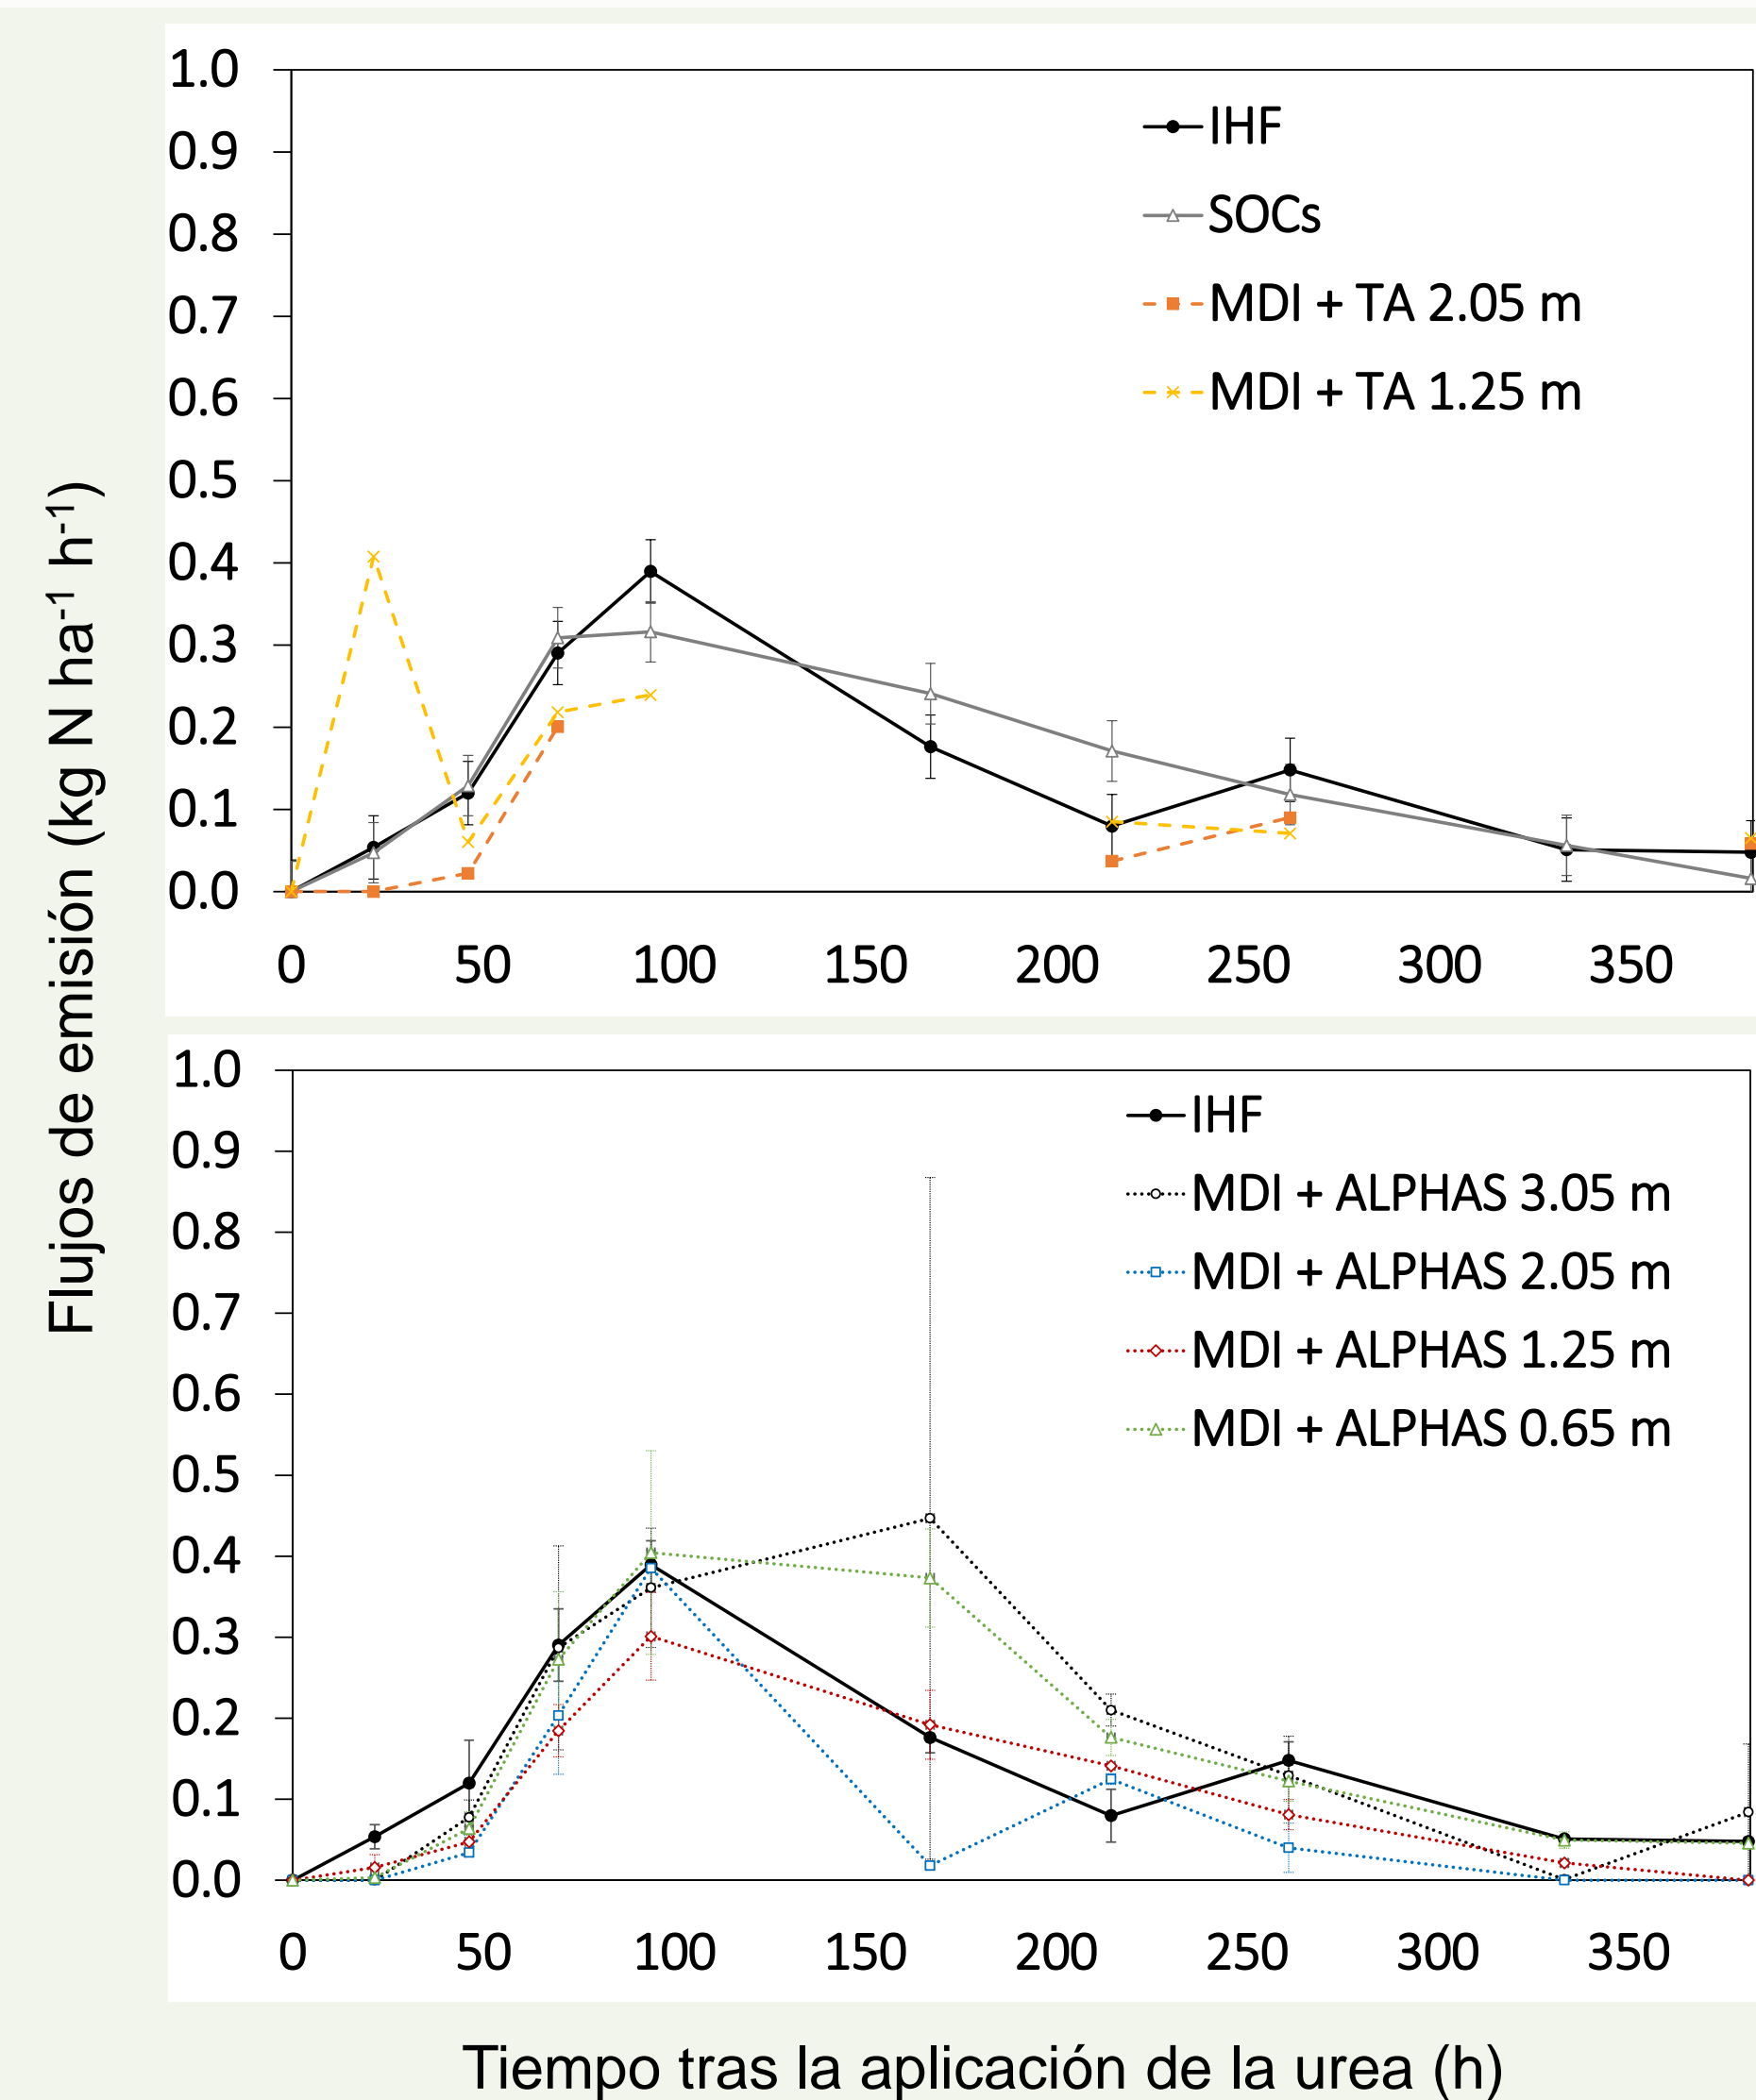 Flujos de emisión (kg N ha-1 h-1)
1.0
0.9
0.8
0.7
0.6
0.5
0.4
0.3
0.2
0.1
0.0
IHF
SOCs
MDI + TA 2.05 m
MDI + TA 1.25 m
0 50 100 150 200 250 300 350
1.0
0.9
0.8
0.7
0.6
0.5
0.4
0.3
0.2
0.1
0.0
IHF
MDI + ALPHAS 3.05 m
MDI + ALPHAS 2.05 m
MDI + ALPHAS 1.25 m
MDI + ALPHAS 0.65 m
0 50 100 150 200 250 300 350
Tiempo tras la aplicación de la urea (h)